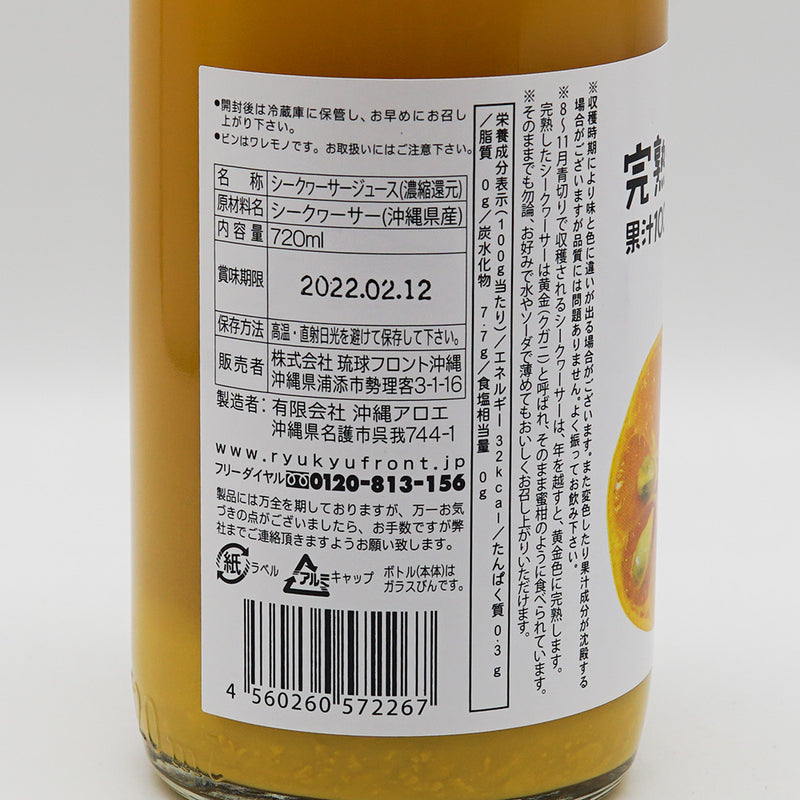 ●開封後は冷蔵庫に保管し、お早めにお召し
上がり下さい。
●ビンはワレモノです。お取扱いにはご注意下さい。
名　称 シークヮーサージュース(濃縮還元)
原材料名 シークヮーサー(沖縄県産)
内容量 720ml
賞味期限 2022.02.12
保存方法 高温・直射日光を避けて保存して下さい。
販売者 株式会社 琉球フロント沖縄
沖縄県浦添市勢理客3-1-16
製造者：有限会社 沖縄アロエ
沖縄県名護市呉我744-1
www.ryukyufront.jp
フリーダイヤル 0120-813-156
製品には万全を期しておりますが、万一お気
づきの点がございましたら、お手数ですが弊
社までご連絡頂きますようお願い致します。
紙 ラベル アルミ キャップ ボトル(本体)は
ガラスびんです。
4 560260 572267
栄養成分表示(100g当たり)/エネルギー 32kcal/たんぱく質 0.3g
/脂質 0g/炭水化物 7.7g/食塩相当量 0g
※収穫時期により味と色に違いが出る場合がございます。また変色したり果汁成分が沈殿する
場合がございますが品質には問題ありません。よく振ってお飲み下さい。
※8〜11月青切りで収穫されるシークヮーサーは、年を越すと、黄金色に完熟します。
完熟したシークヮーサーは黄金(クガニ)と呼ばれ、そのまま蜜柑のように食べられています。
※そのままでも勿論、お好みで水やソーダで薄めてもおいしくお召し上がりいただけます。
完熟
果汁100